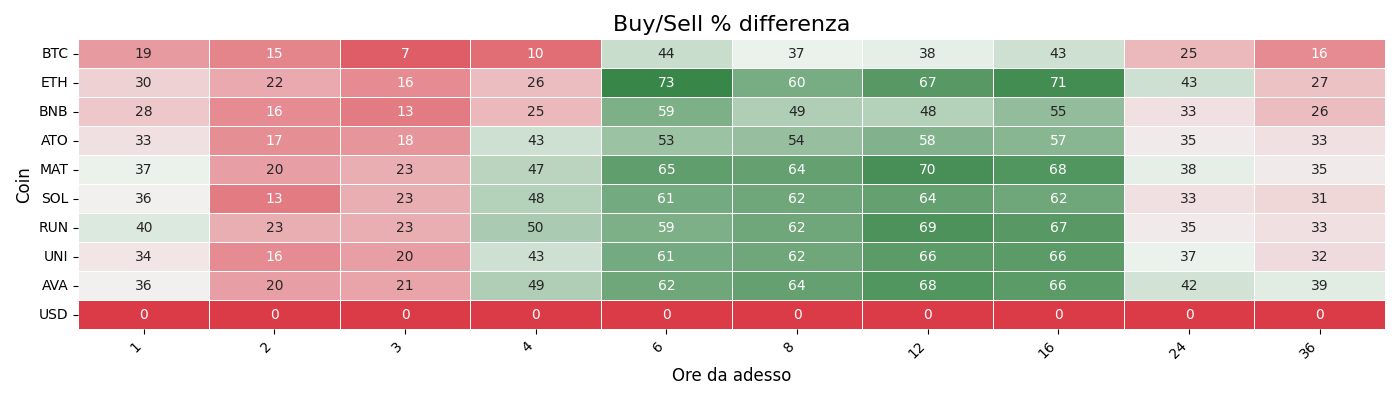 Buy/Sell % differenza
Coin
BTC 19 15 7 10 44 37 38 43 25 16
ETH 30 22 16 26 73 60 67 71 43 27
BNB 28 16 13 25 59 49 48 55 33 26
ATO 33 17 18 43 53 54 58 57 35 33
MAT 37 20 23 47 65 64 70 68 38 35
SOL 36 13 23 48 61 62 64 62 33 31
RUN 40 23 23 50 59 62 69 67 35 33
UNI 34 16 20 43 61 62 66 66 37 32
AVA 36 20 21 49 62 64 68 66 42 39
USD 0 0 0 0 0 0 0 0 0 0
1 2 3 4 6 8 12 16 24 36
Ore da adesso